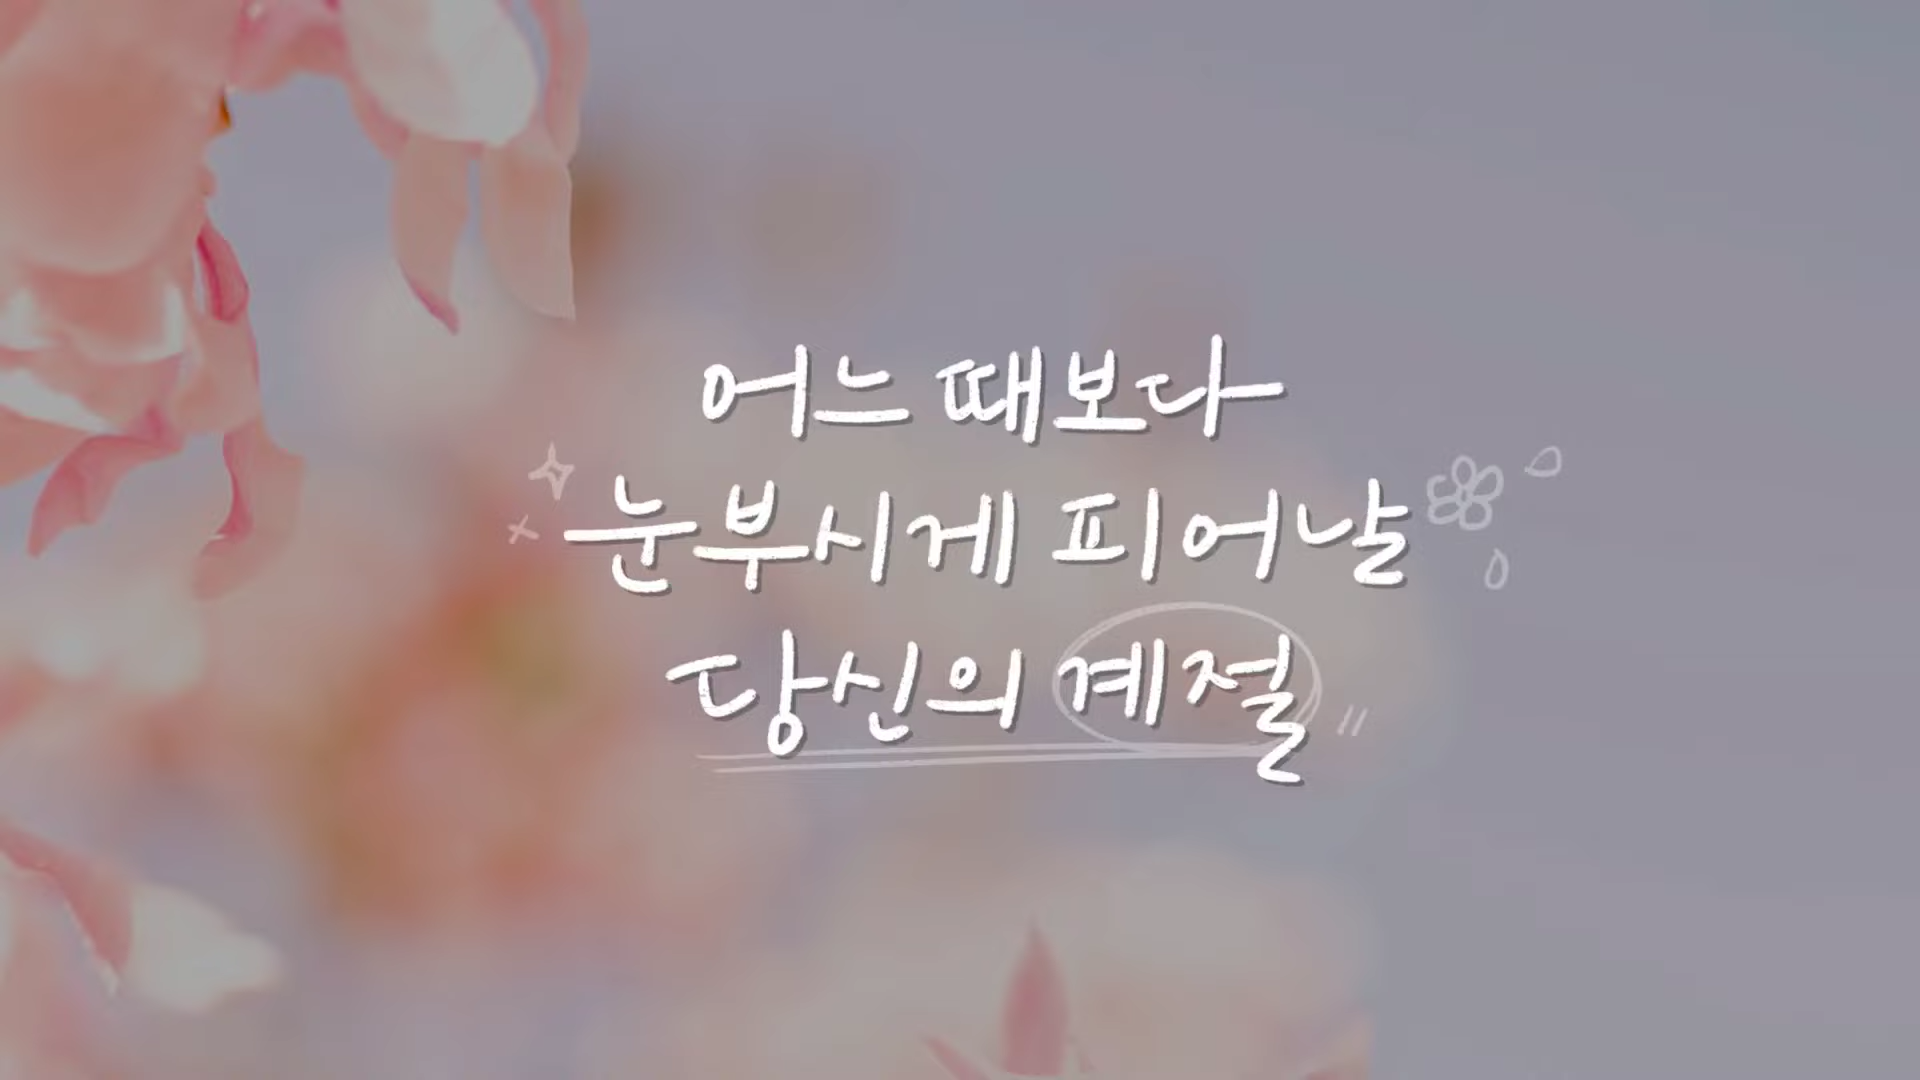 어느 때보다
눈부시게 피어날
당신의 계절